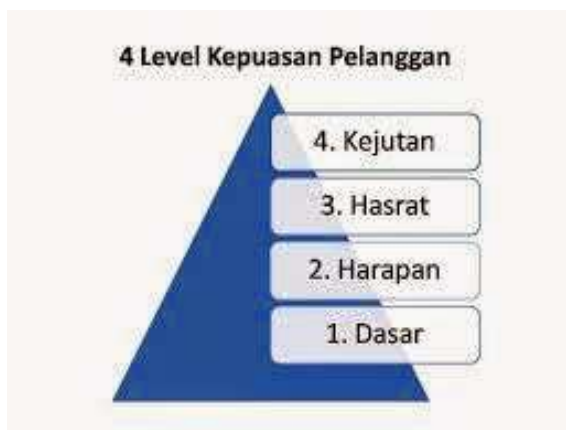 4 Level Kepuasan Pelanggan
4. Kejutan
3. Hasrat
2. Harapan
1. Dasar